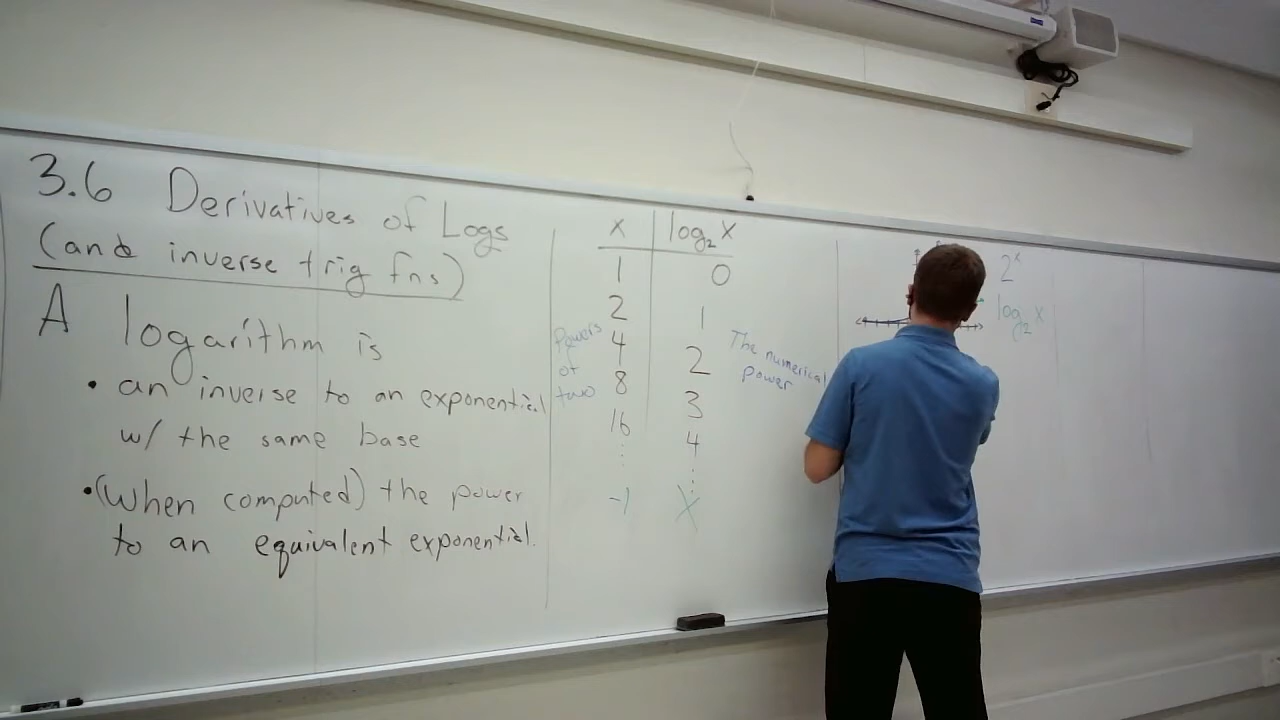 3.6 Derivatives of Logs
(and inverse trig fns)
A logarithm is
• an inverse to an exponential
w/ the same base
• (When computed) the power
to an equivalent exponential.
x log₂ x
1 0
2 1
4 2
8 3
16 4
⋮ ⋮
-1 X
Powers
of
two
The numerical
power
2ˣ
log₂ x